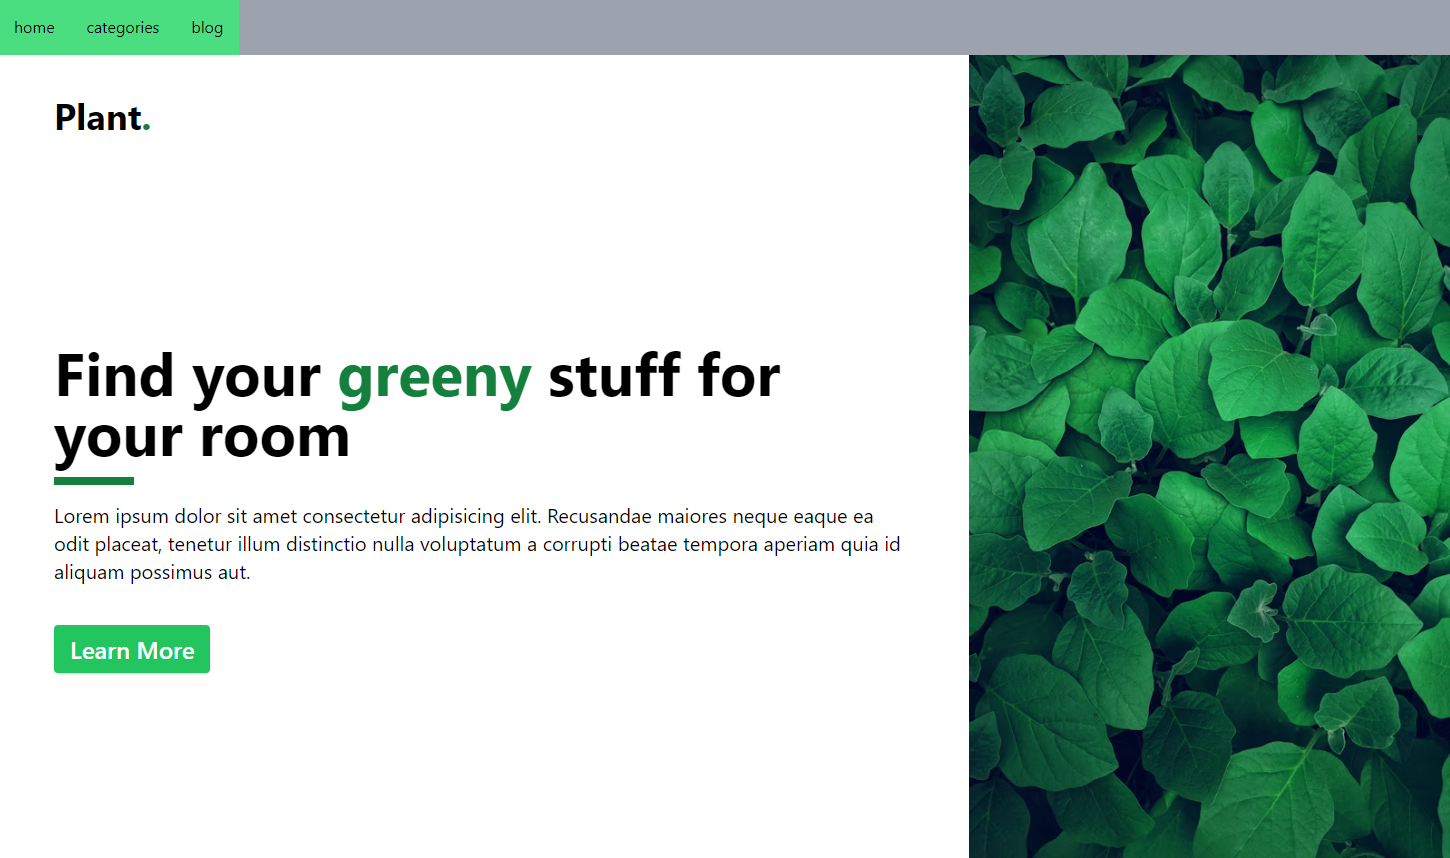 home categories blog
Plant.
Find your greeny stuff for
your room
Lorem ipsum dolor sit amet consectetur adipisicing elit. Recusandae maiores neque eaque ea
odit placeat, tenetur illum distinctio nulla voluptatum a corrupti beatae tempora aperiam quia id
aliquam possimus aut.
Learn More